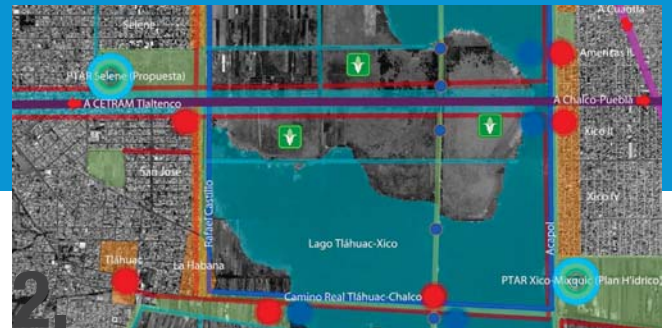 Selene
A Cuautla
PTAR Selene (Propuesta)
Americas II
A CETRAM Tlaltenco
A Chalco-Puebla
Xico II
San José
Xico IV
Rafael Castillo
Acapol
Lago Tláhuac-Xico
Tláhuac
La Habana
PTAR Xico-Mixquic (Plan H'idrico)
Camino Real Tláhuac-Chalco
2.